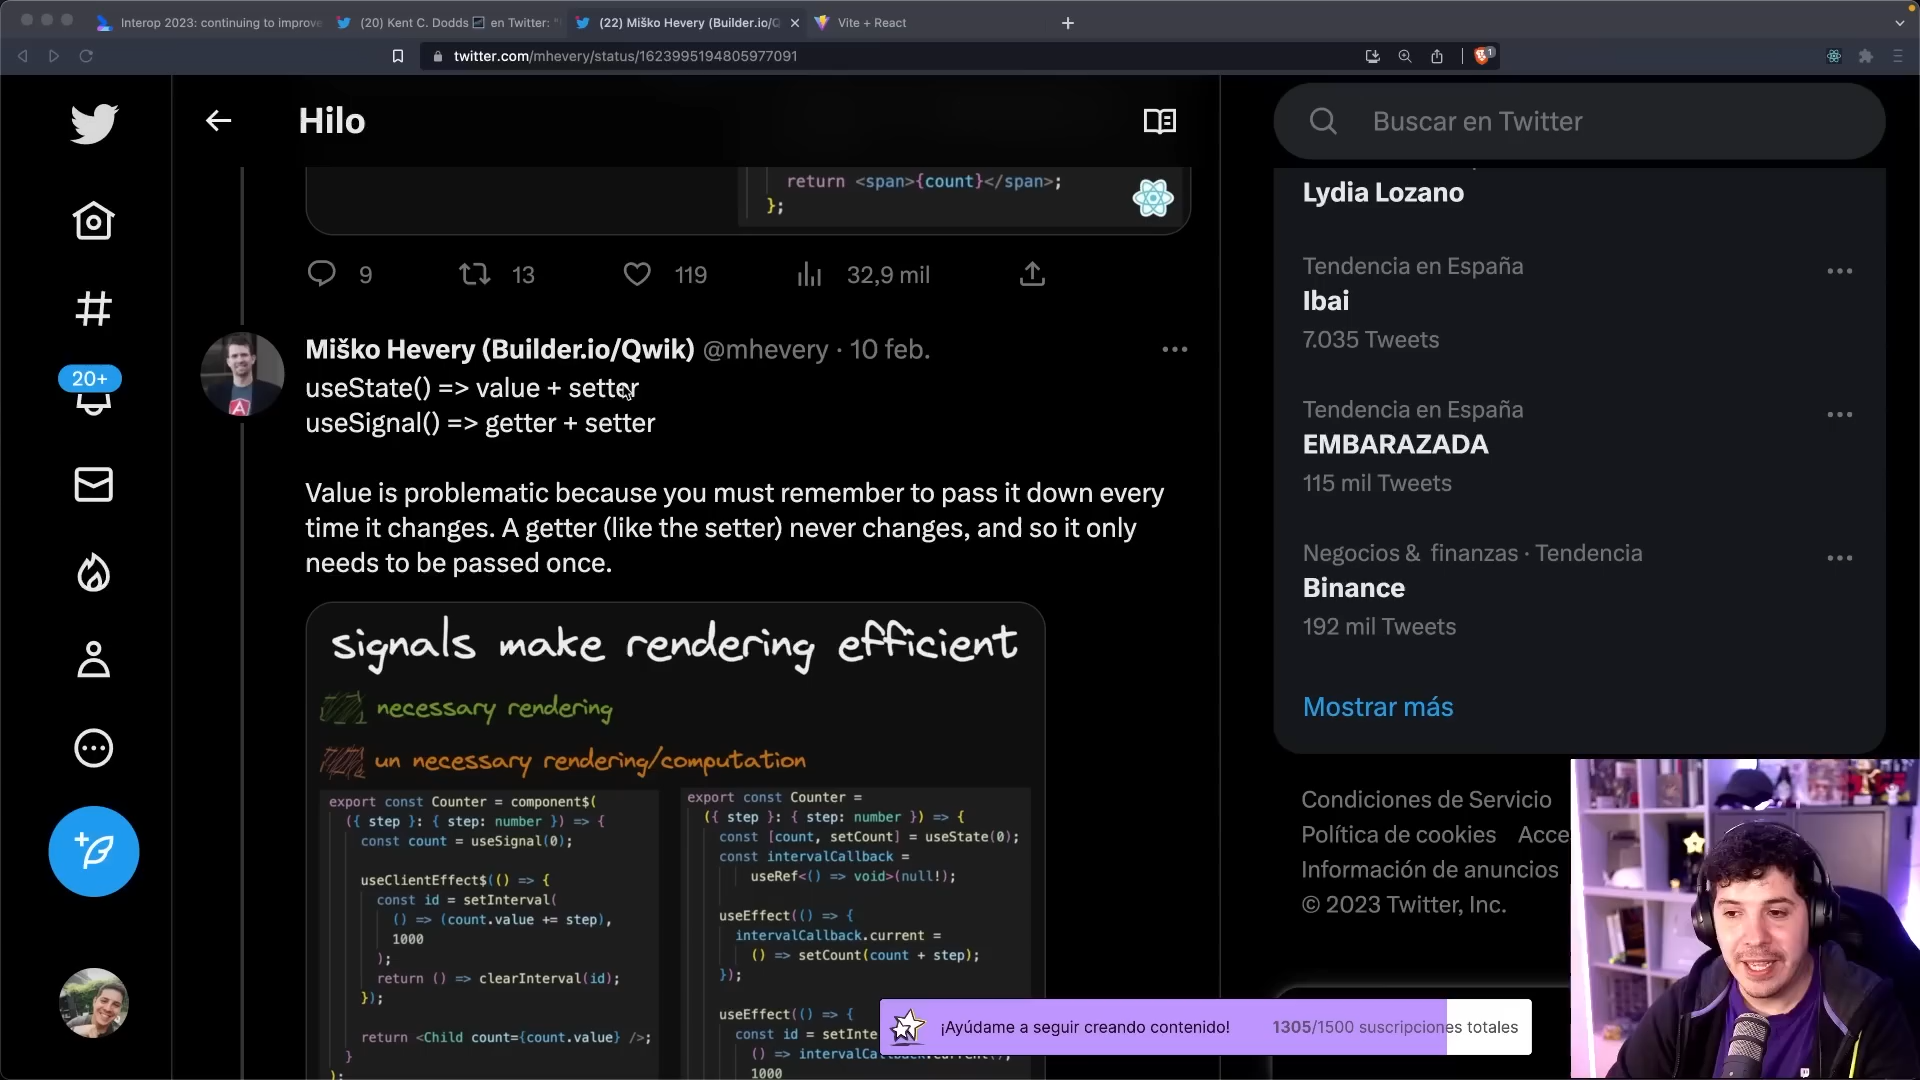 Interop 2023: continuing to improve
(20) Kent C. Dodds en Twitter: "
(22) Miško Hevery (Builder.io/Q
Vite + React
twitter.com/mhevery/status/1623995194805977091
1
Hilo
Buscar en Twitter
return <span>{count}</span>;
};
9
13
119
32,9 mil
Miško Hevery (Builder.io/Qwik) @mhevery · 10 feb.
useState() => value + setter
useSignal() => getter + setter
Value is problematic because you must remember to pass it down every
time it changes. A getter (like the setter) never changes, and so it only
needs to be passed once.
signals make rendering efficient
necessary rendering
un necessary rendering/computation
export const Counter = component$(
({ step }: { step: number }) => {
const count = useSignal(0);
useClientEffect$(() => {
const id = setInterval(
() => (count.value += step),
1000
);
return () => clearInterval(id);
});
return <Child count={count.value} />;
}
);
export const Counter =
({ step }: { step: number }) => {
const [count, setCount] = useState(0);
const intervalCallback =
useRef<() => void>(null!);
useEffect(() => {
intervalCallback.current =
() => setCount(count + step);
});
useEffect(() => {
const id = setInte
1000
20+
Lydia Lozano
Tendencia en España
Ibai
7.035 Tweets
Tendencia en España
EMBARAZADA
115 mil Tweets
Negocios & finanzas · Tendencia
Binance
192 mil Tweets
Mostrar más
Condiciones de Servicio
Política de cookies Acce
Información de anuncios
© 2023 Twitter, Inc.
¡Ayúdame a seguir creando contenido! 1305/1500 suscripciones totales